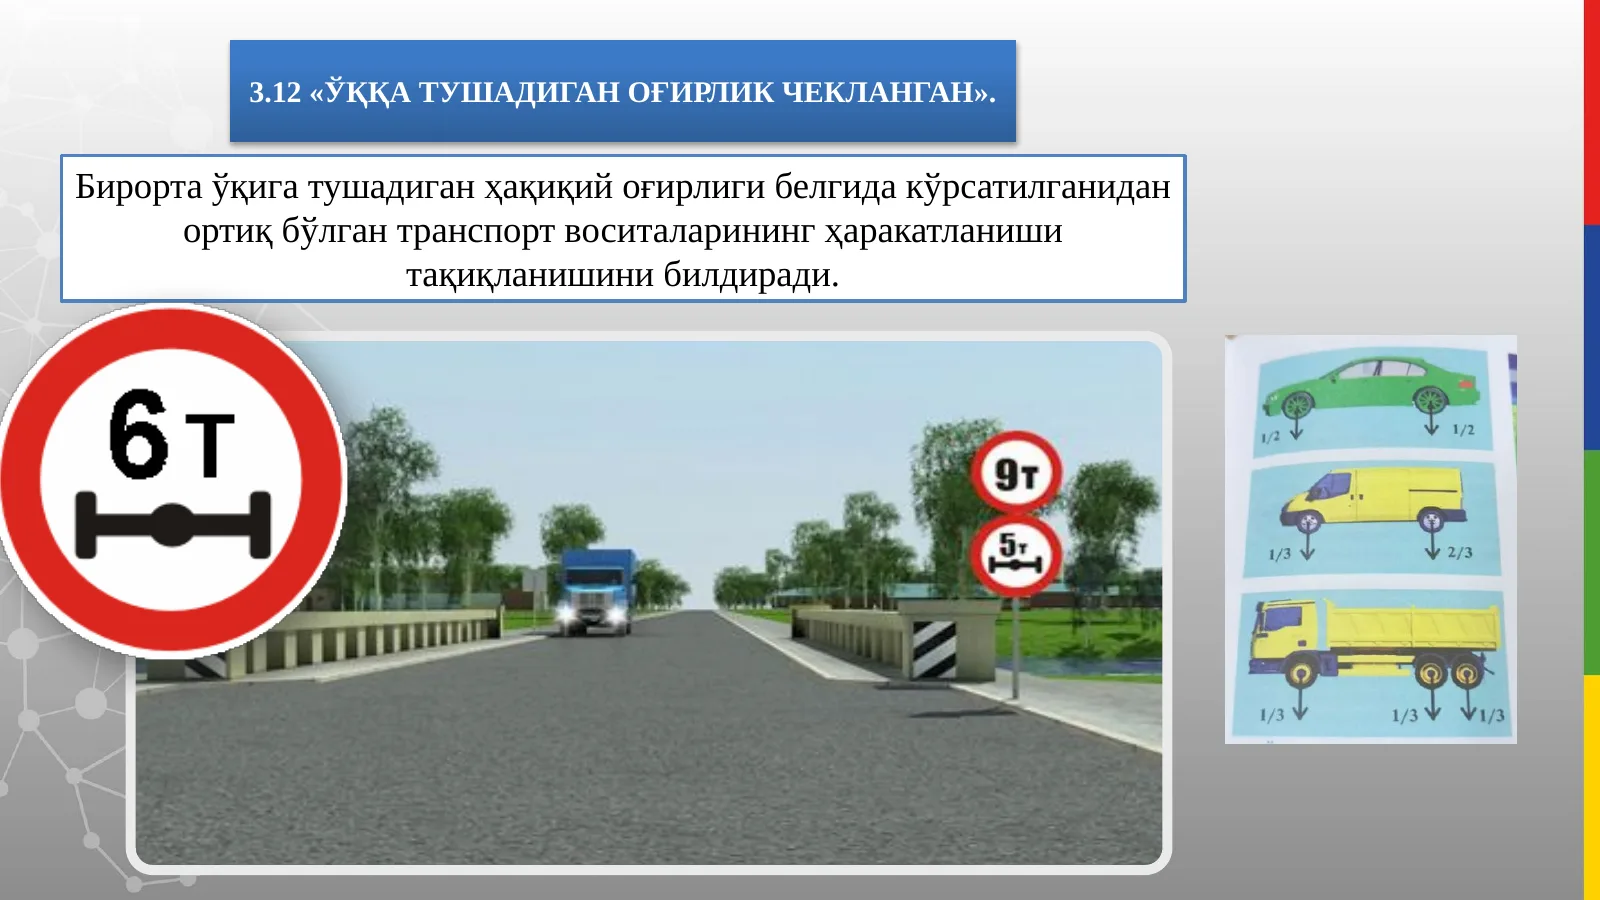 3.12 «ЎҚҚА ТУШАДИГАН ОҒИРЛИК ЧЕКЛАНГАН».
Бирорта ўқига тушадиган ҳақиқий оғирлиги белгида кўрсатилганидан
ортиқ бўлган транспорт воситаларининг ҳаракатланиши
тақиқланишини билдиради.
6 т
9т
5т
1/2 1/2
1/3 2/3
1/3 1/3 1/3